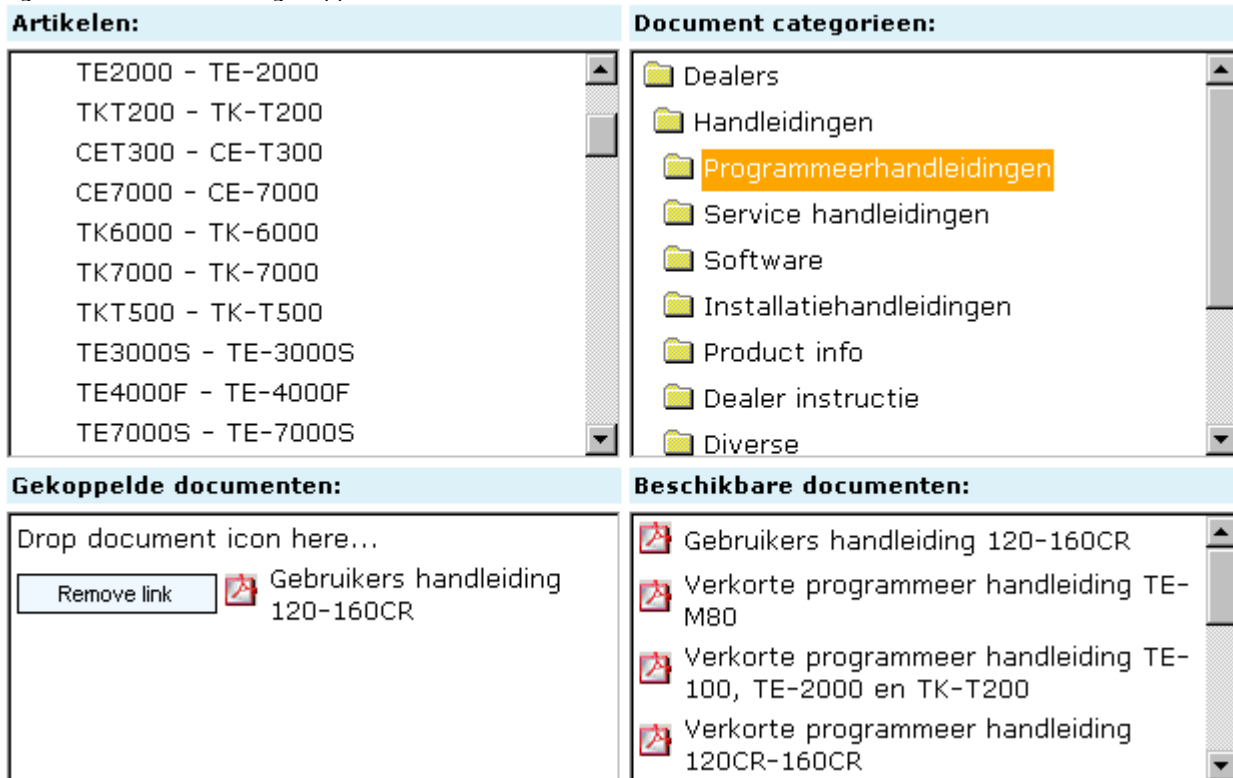 Artikelen:
TE2000 - TE-2000
TKT200 - TK-T200
CET300 - CE-T300
CE7000 - CE-7000
TK6000 - TK-6000
TK7000 - TK-7000
TKT500 - TK-T500
TE3000S - TE-3000S
TE4000F - TE-4000F
TE7000S - TE-7000S
Document categorieen:
Dealers
Handleidingen
Programmeerhandleidingen
Service handleidingen
Software
Installatiehandleidingen
Product info
Dealer instructie
Diverse
Gekoppelde documenten:
Drop document icon here...
Remove link
Gebruikers handleiding
120-160CR
Beschikbare documenten:
Gebruikers handleiding 120-160CR
Verkorte programmeer handleiding TE-
M80
Verkorte programmeer handleiding TE-
100, TE-2000 en TK-T200
Verkorte programmeer handleiding
120CR-160CR